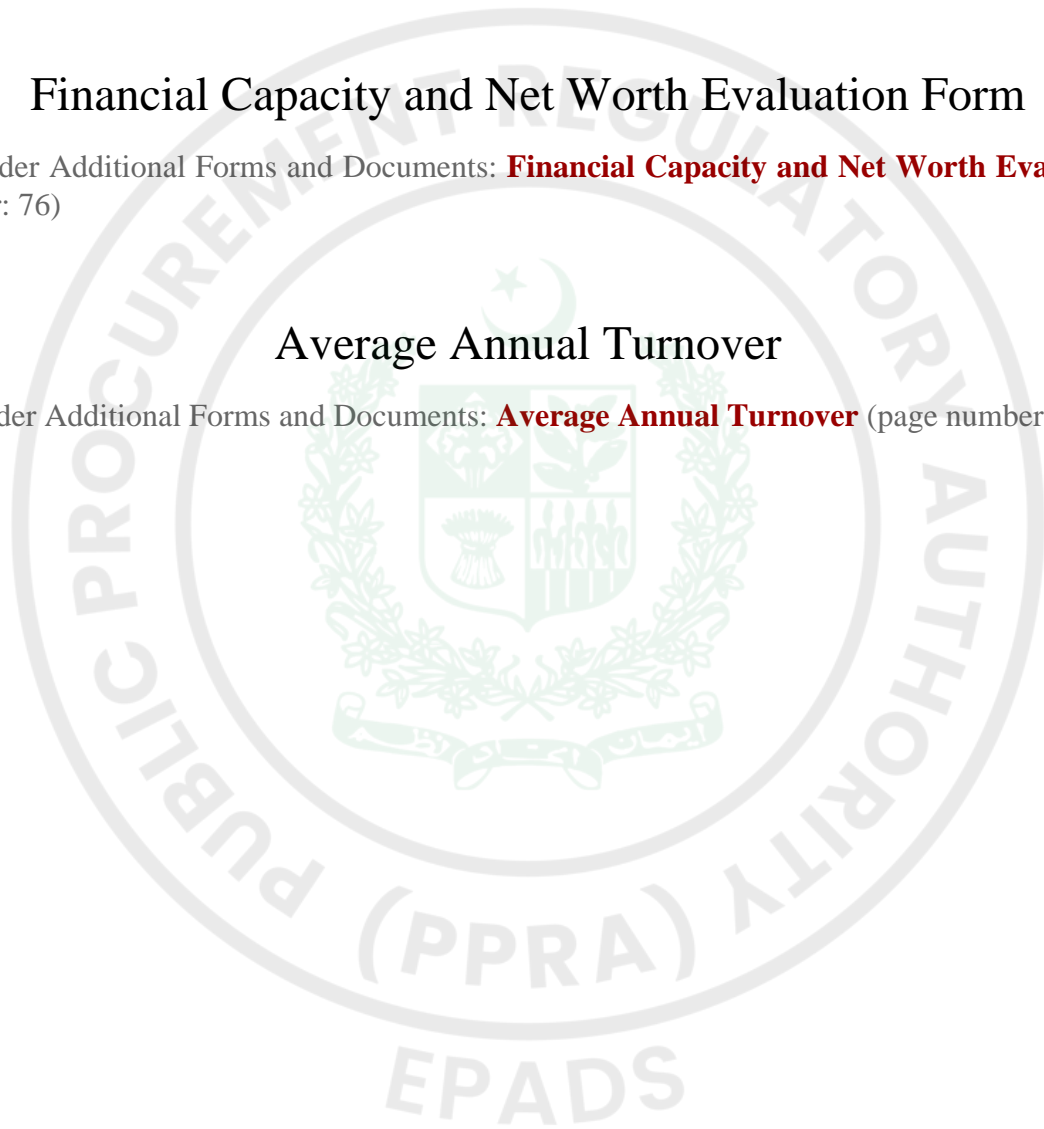 Financial Capacity and Net Worth Evaluation Form
der Additional Forms and Documents: Financial Capacity and Net Worth Eva
: 76)
Average Annual Turnover
der Additional Forms and Documents: Average Annual Turnover (page number
PUBLIC PROCUREMENT REGULATORY AUTHORITY
(PPRA)
EPADS